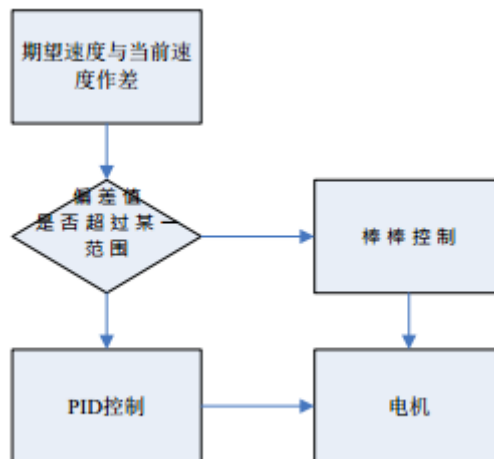 期望速度与当前速
度作差
偏差值
是否超过某一
范围
棒棒控制
PID控制
电机